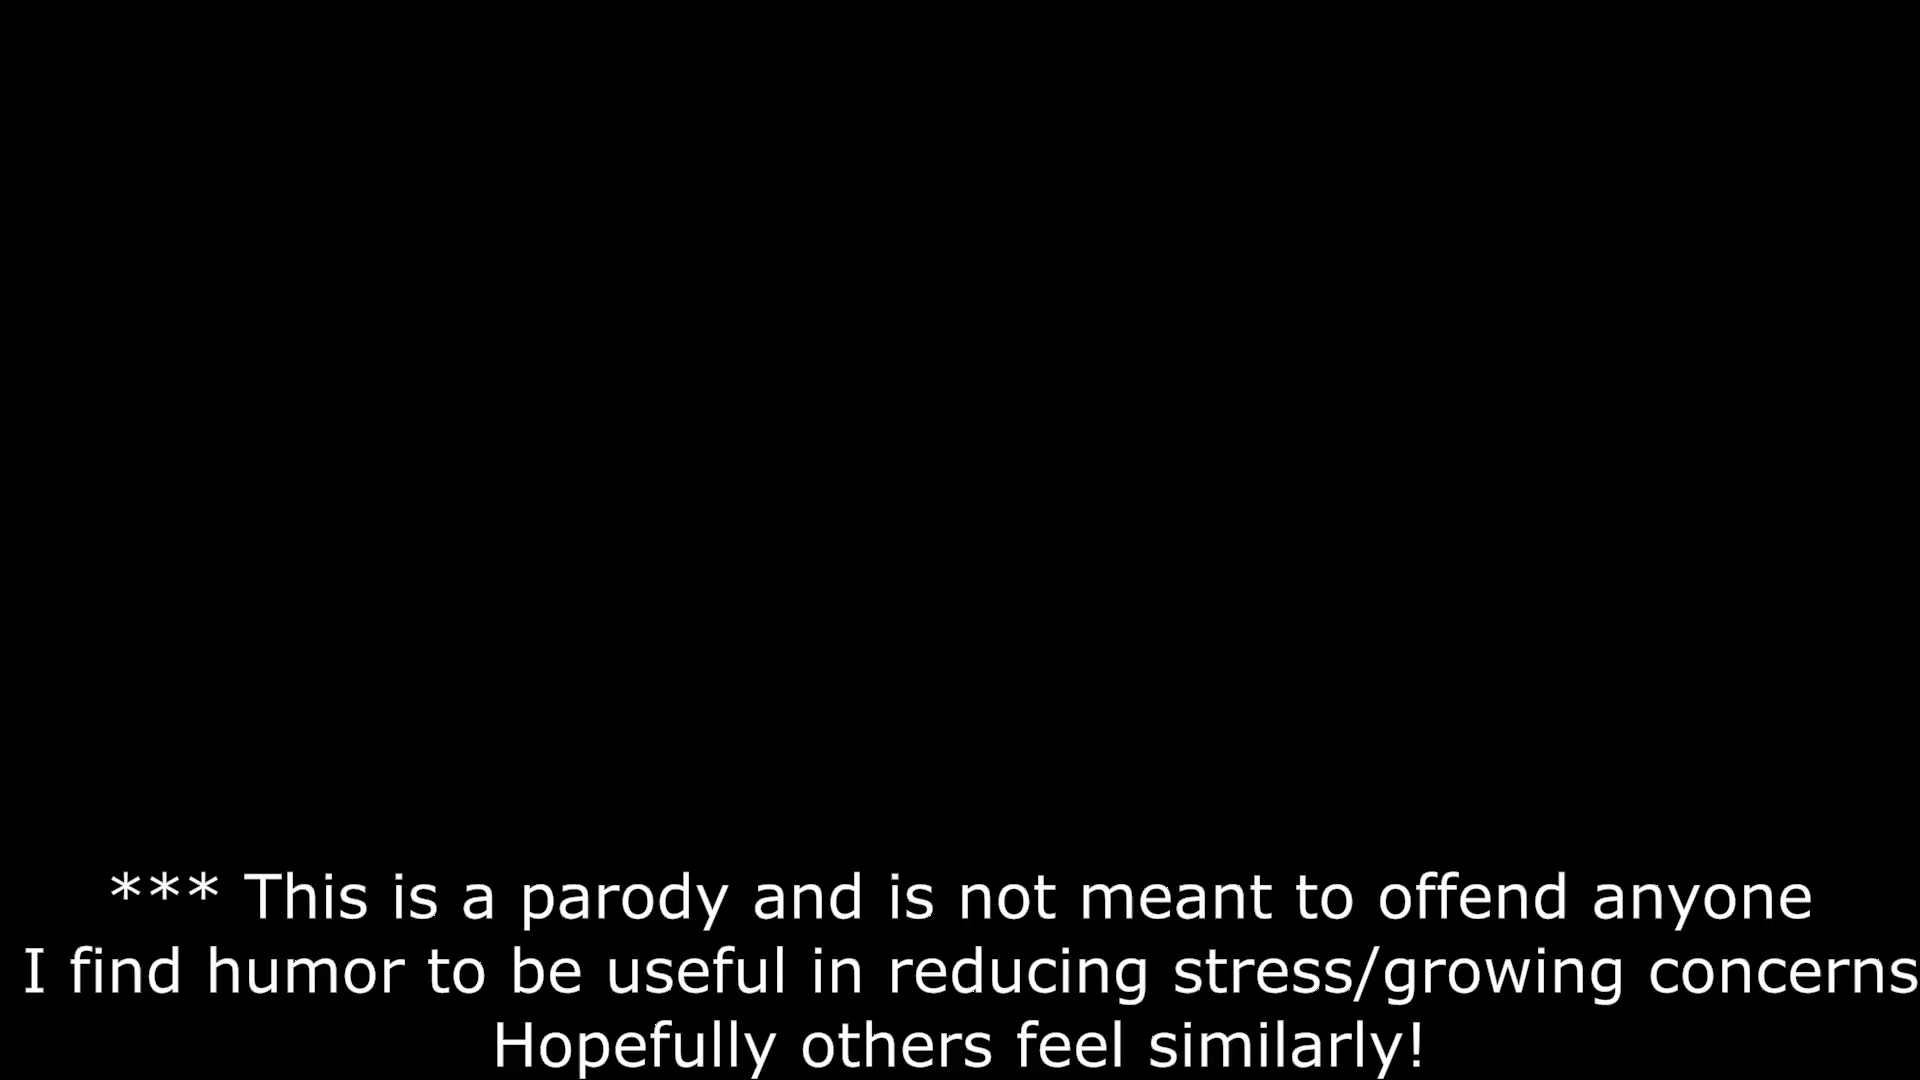 *** This is a parody and is not meant to offend anyone
I find humor to be useful in reducing stress/growing concerns
Hopefully others feel similarly!